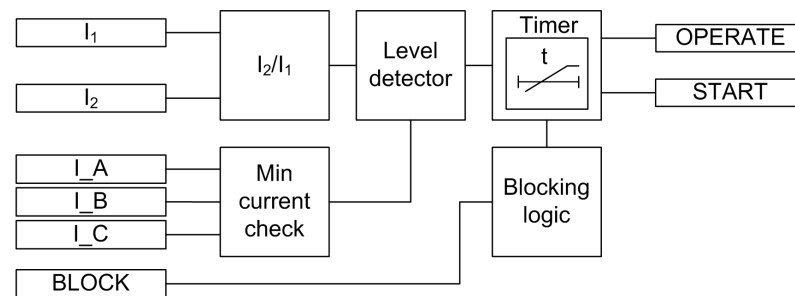 I₁
I₂
I₂/I₁
Level
detector
Timer
t
OPERATE
START
I_A
I_B
I_C
Min
current
check
Blocking
logic
BLOCK